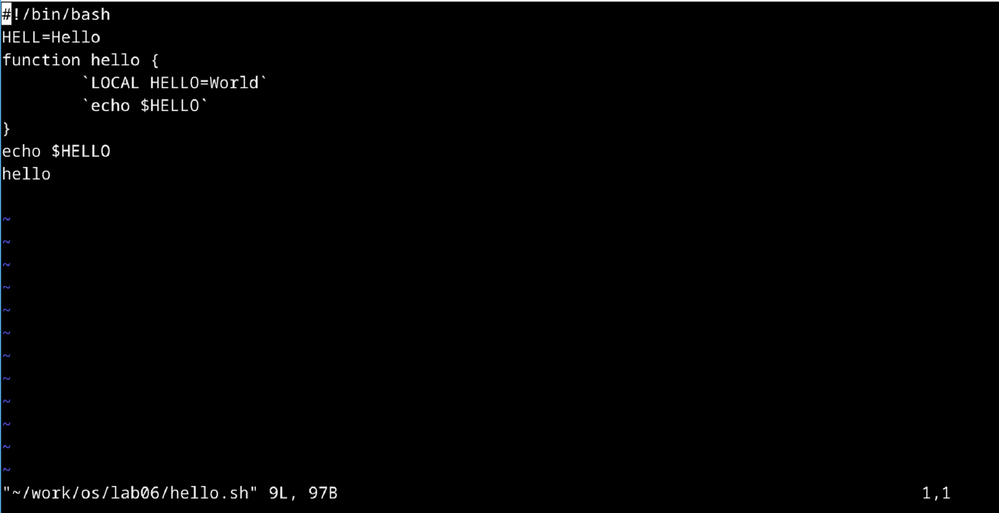 #!/bin/bash
HELL=Hello
function hello {
        `LOCAL HELLO=World`
        `echo $HELLO`
}
echo $HELLO
hello
~
~
~
~
~
~
~
~
~
~
~
~
"~/work/os/lab06/hello.sh" 9L, 97B 1,1